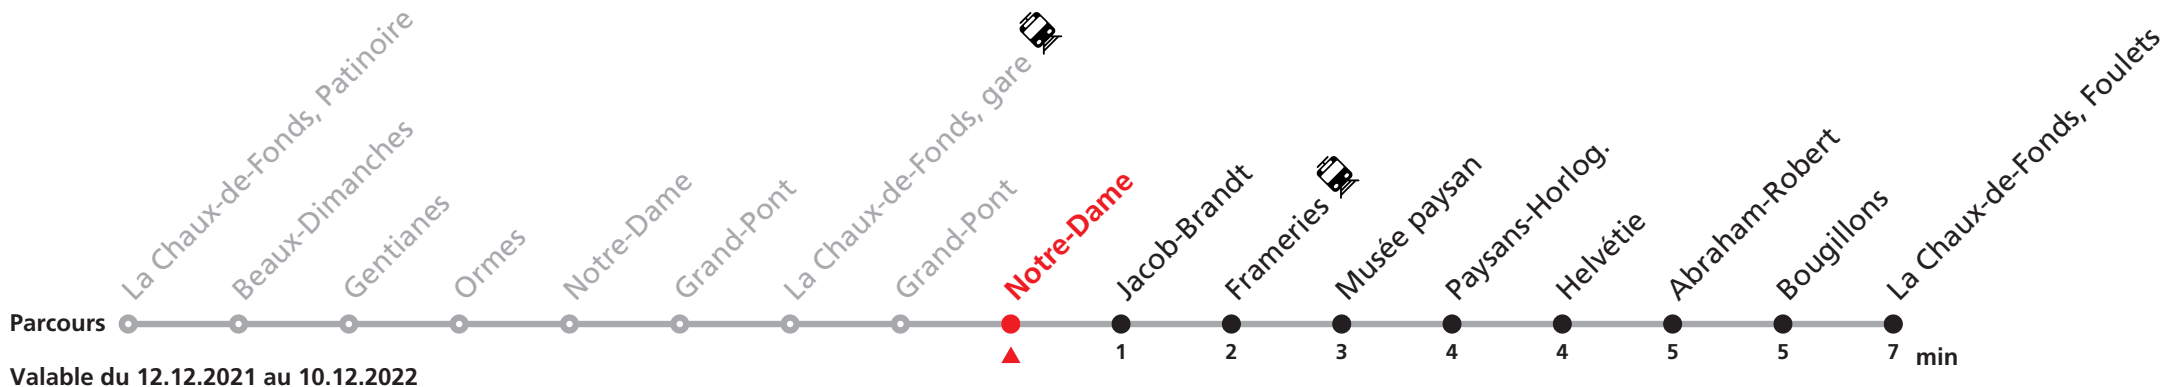 La Chaux-de-Fonds, Patinoire
Beaux-Dimanches
Gentianes
Ormes
Notre-Dame
Grand-Pont
La Chaux-de-Fonds, gare
Grand-Pont
Notre-Dame
Jacob-Brandt
Frameries
Musée paysan
Paysans-Horlog.
Helvétie
Abraham-Robert
Bougillons
La Chaux-de-Fonds, Foulets
Parcours
1 2 3 4 4 5 5 7 min
Valable du 12.12.2021 au 10.12.2022